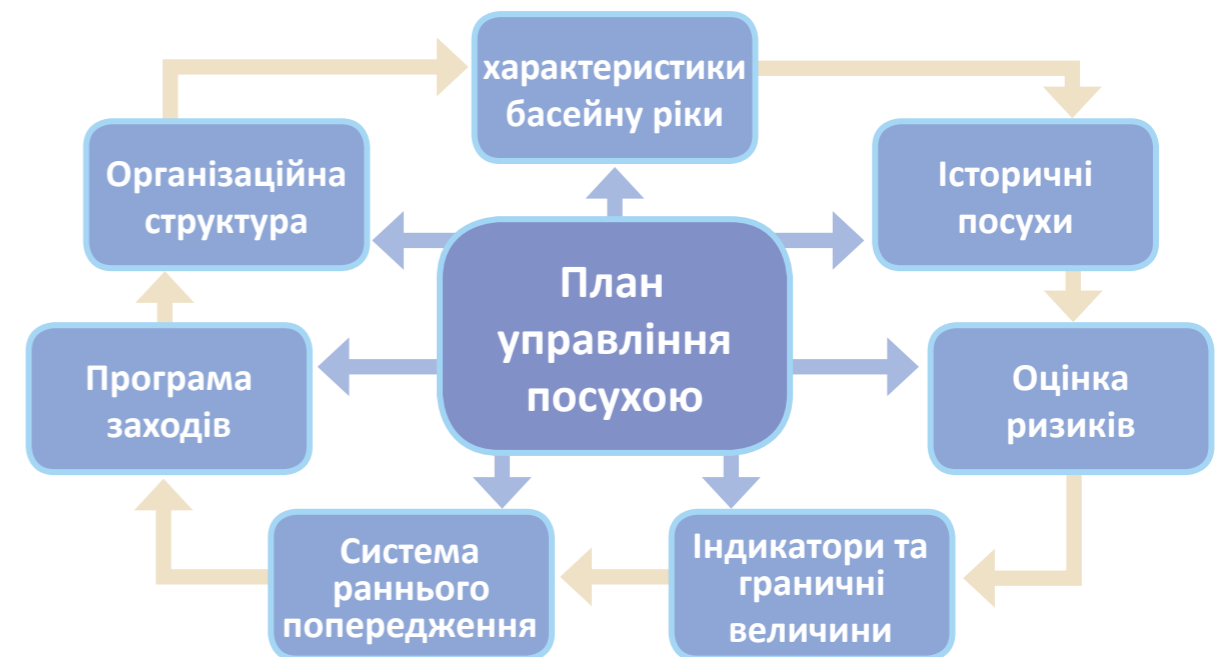 характеристики
басейну ріки
Організаційна
структура
Історичні
посухи
План
управління
посухою
Програма
заходів
Оцінка
ризиків
Система
раннього
попередження
Індикатори та
граничні
величини